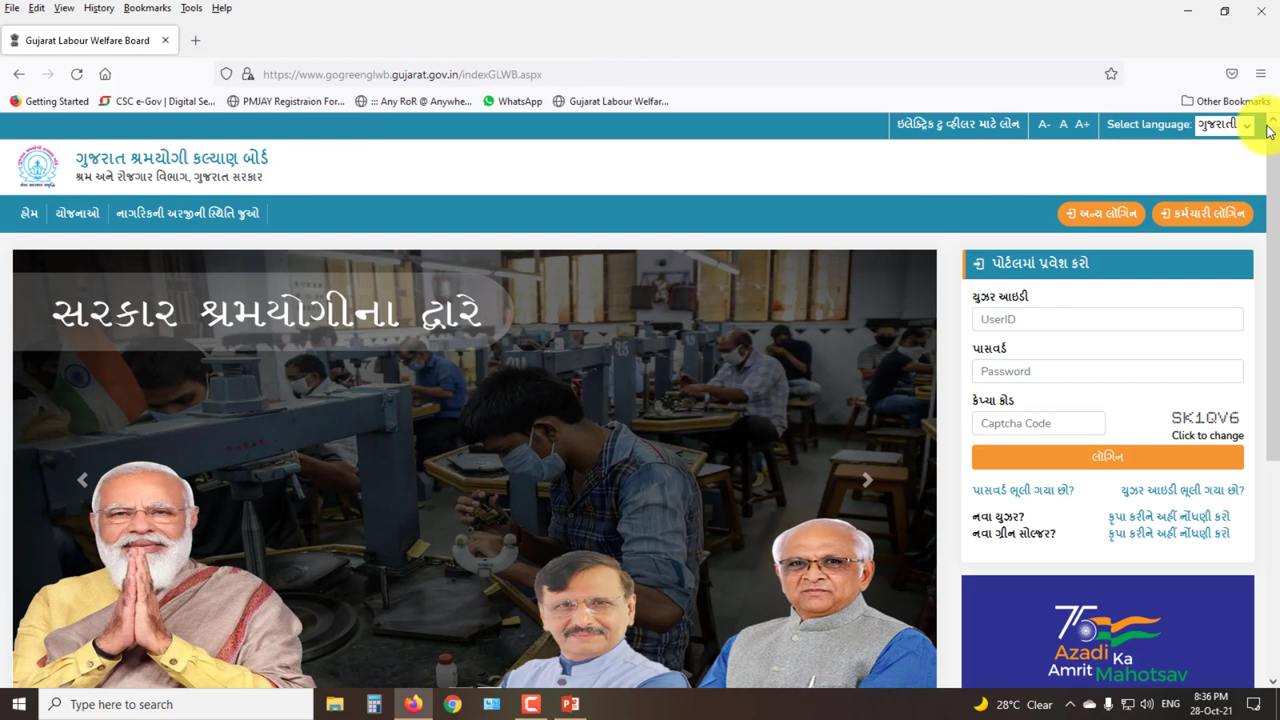 File Edit View History Bookmarks Tools Help
Gujarat Labour Welfare Board
https://www.gogreenglwb.gujarat.gov.in/indexGLWB.aspx
Getting Started CSC e-Gov | Digital Se... PMJAY Registraion For... ::: Any RoR @ Anywhe... WhatsApp Gujarat Labour Welfar... Other Bookmarks
ઇલેક્ટ્રિક ટુ વ્હીલર માટે લોન A- A A+ Select language: ગુજરાતી
ગુજરાત શ્રમયોગી કલ્યાણ બોર્ડ
શ્રમ અને રોજગાર વિભાગ, ગુજરાત સરકાર
હોમ યોજનાઓ નાગરિકની અરજીની સ્થિતિ જુઓ અન્ય લૉગિન કર્મચારી લૉગિન
સરકાર શ્રમયોગીના દ્વારે
પોર્ટલમાં પ્રવેશ કરો
યુઝર આઇડી
UserID
પાસવર્ડ
Password
કેપ્ચા કોડ
Captcha Code SK1QV6
Click to change
લૉગિન
પાસવર્ડ ભૂલી ગયા છો? યુઝર આઇડી ભૂલી ગયા છો?
નવા યુઝર? કૃપા કરીને અહીં નોંધણી કરો
નવા ગ્રીન સોલ્જર? કૃપા કરીને અહીં નોંધણી કરો
75
Azadi Ka
Amrit Mahotsav
Type here to search 28°C Clear ENG 8:36 PM
28-Oct-21